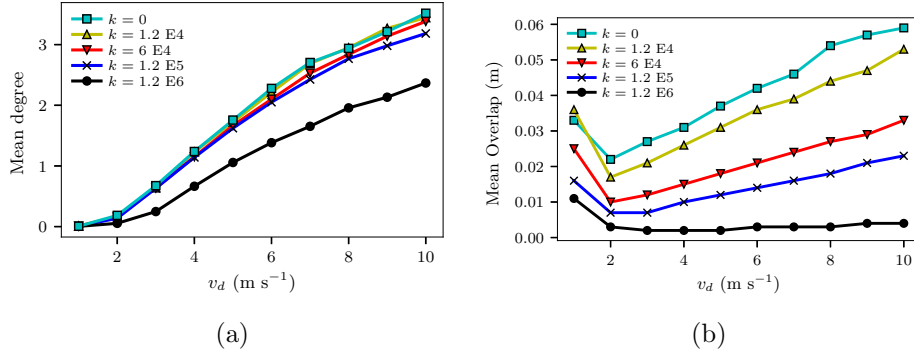 k = 0
k = 1.2 E4
k = 6 E4
k = 1.2 E5
k = 1.2 E6
Mean degree
3
2
1
0
2 4 6 8 10
v_d (m s⁻¹)
(a)
k = 0
k = 1.2 E4
k = 6 E4
k = 1.2 E5
k = 1.2 E6
Mean Overlap (m)
0.06
0.05
0.04
0.03
0.02
0.01
0.00
2 4 6 8 10
v_d (m s⁻¹)
(b)